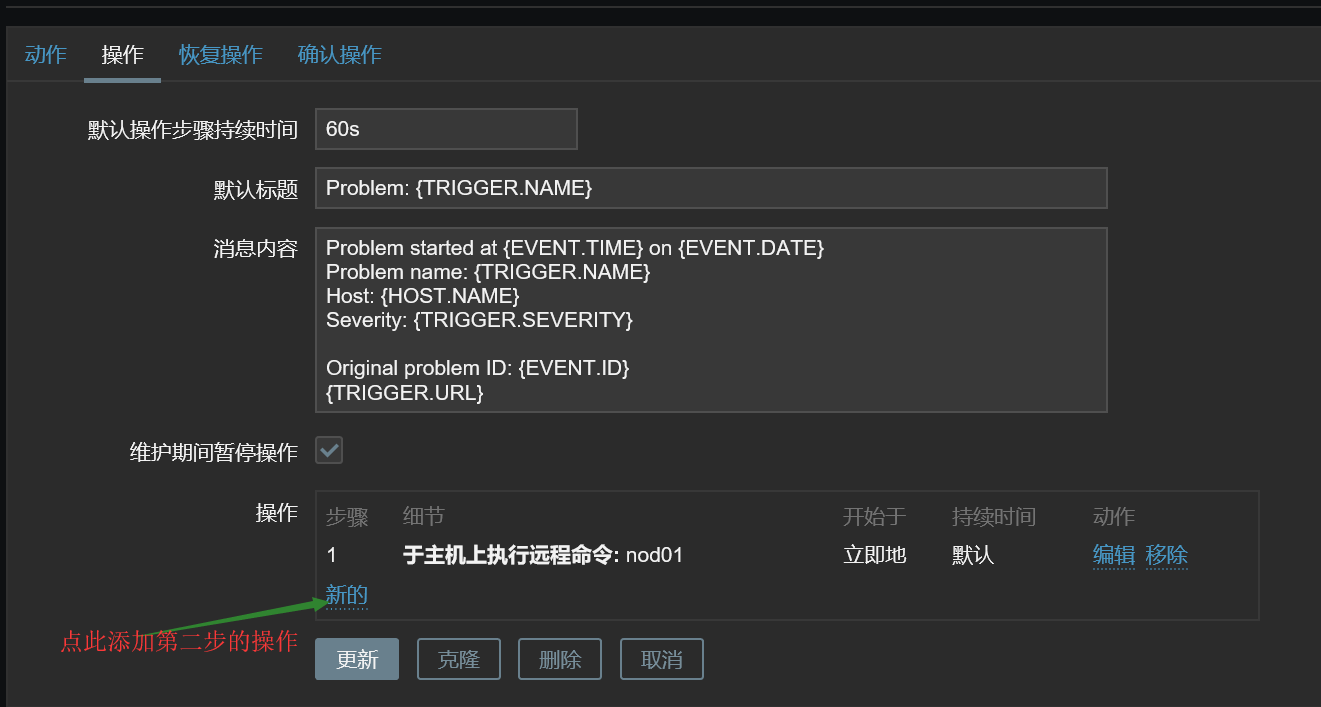 动作 操作 恢复操作 确认操作
默认操作步骤持续时间 60s
默认标题 Problem: {TRIGGER.NAME}
消息内容 Problem started at {EVENT.TIME} on {EVENT.DATE}
Problem name: {TRIGGER.NAME}
Host: {HOST.NAME}
Severity: {TRIGGER.SEVERITY}
Original problem ID: {EVENT.ID}
{TRIGGER.URL}
维护期间暂停操作
操作 步骤 细节 开始于 持续时间 动作
1 于主机上执行远程命令: nod01 立即地 默认 编辑 移除
新的
点此添加第二步的操作
更新 克隆 删除 取消